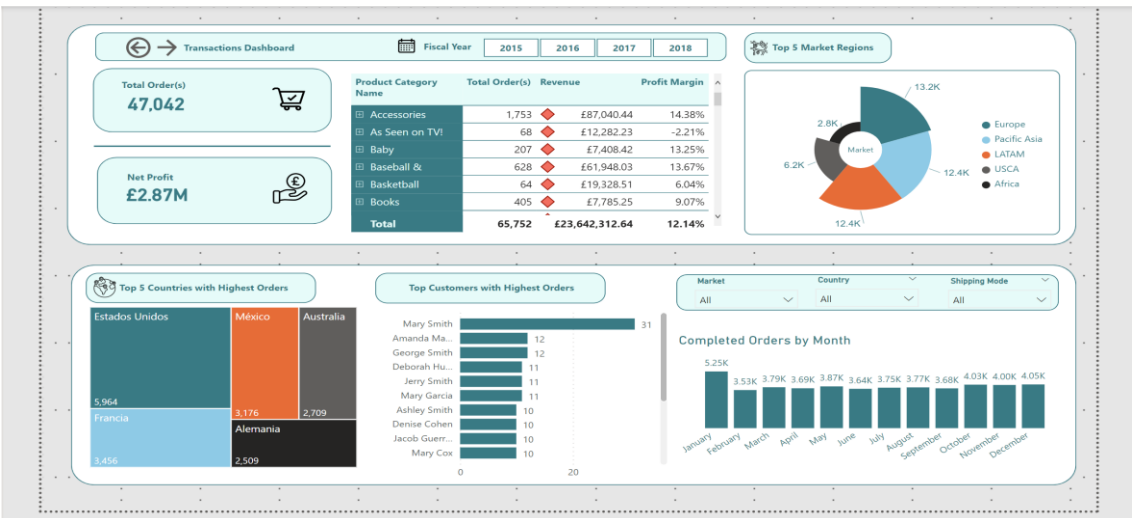 Transactions Dashboard
Fiscal Year
2015 2016 2017 2018
Top 5 Market Regions
Total Order(s)
47,042
Net Profit
£2.87M
Product Category Name Total Order(s) Revenue Profit Margin
Accessories 1,753 £87,040.44 14.38%
As Seen on TV! 68 £12,282.23 -2.21%
Baby 207 £7,408.42 13.25%
Baseball & 628 £61,948.03 13.67%
Basketball 64 £19,328.51 6.04%
Books 405 £7,785.25 9.07%
Total 65,752 £23,642,312.64 12.14%
13.2K
2.8K
Market
6.2K
12.4K
12.4K
Europe
Pacific Asia
LATAM
USCA
Africa
Top 5 Countries with Highest Orders
Estados Unidos
5,964
Francia
3,456
México
3,176
Australia
2,709
Alemania
2,509
Top Customers with Highest Orders
Mary Smith 31
Amanda Ma... 12
George Smith 12
Deborah Hu... 11
Jerry Smith 11
Mary Garcia 11
Ashley Smith 10
Denise Cohen 10
Jacob Guerr... 10
Mary Cox 10
0 20
Market Country Shipping Mode
All All All
Completed Orders by Month
5.25K 3.53K 3.79K 3.69K 3.87K 3.64K 3.75K 3.77K 3.68K 4.03K 4.00K 4.05K
January February March April May June July August September October November December